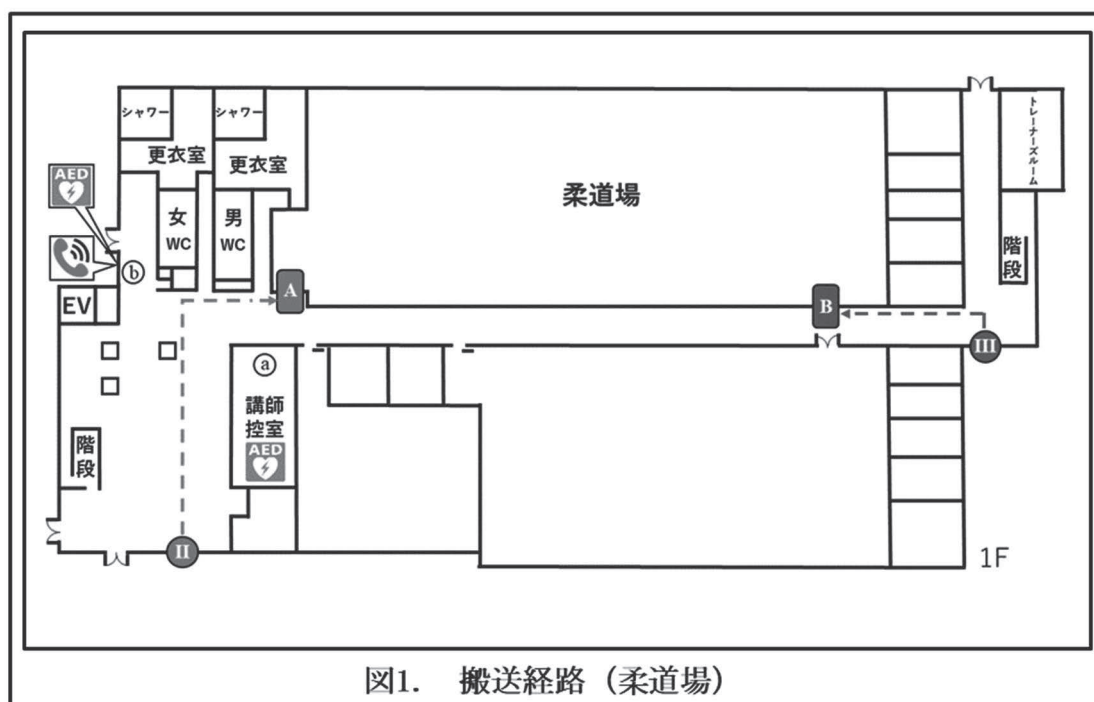 シャワー
シャワー
更衣室
更衣室
トレーナーズルーム
AED
女
WC
男
WC
柔道場
階段
ⓑ
EV
A
B
III
ⓐ
講師
控室
AED
階段
II
1F
図1. 搬送経路（柔道場）